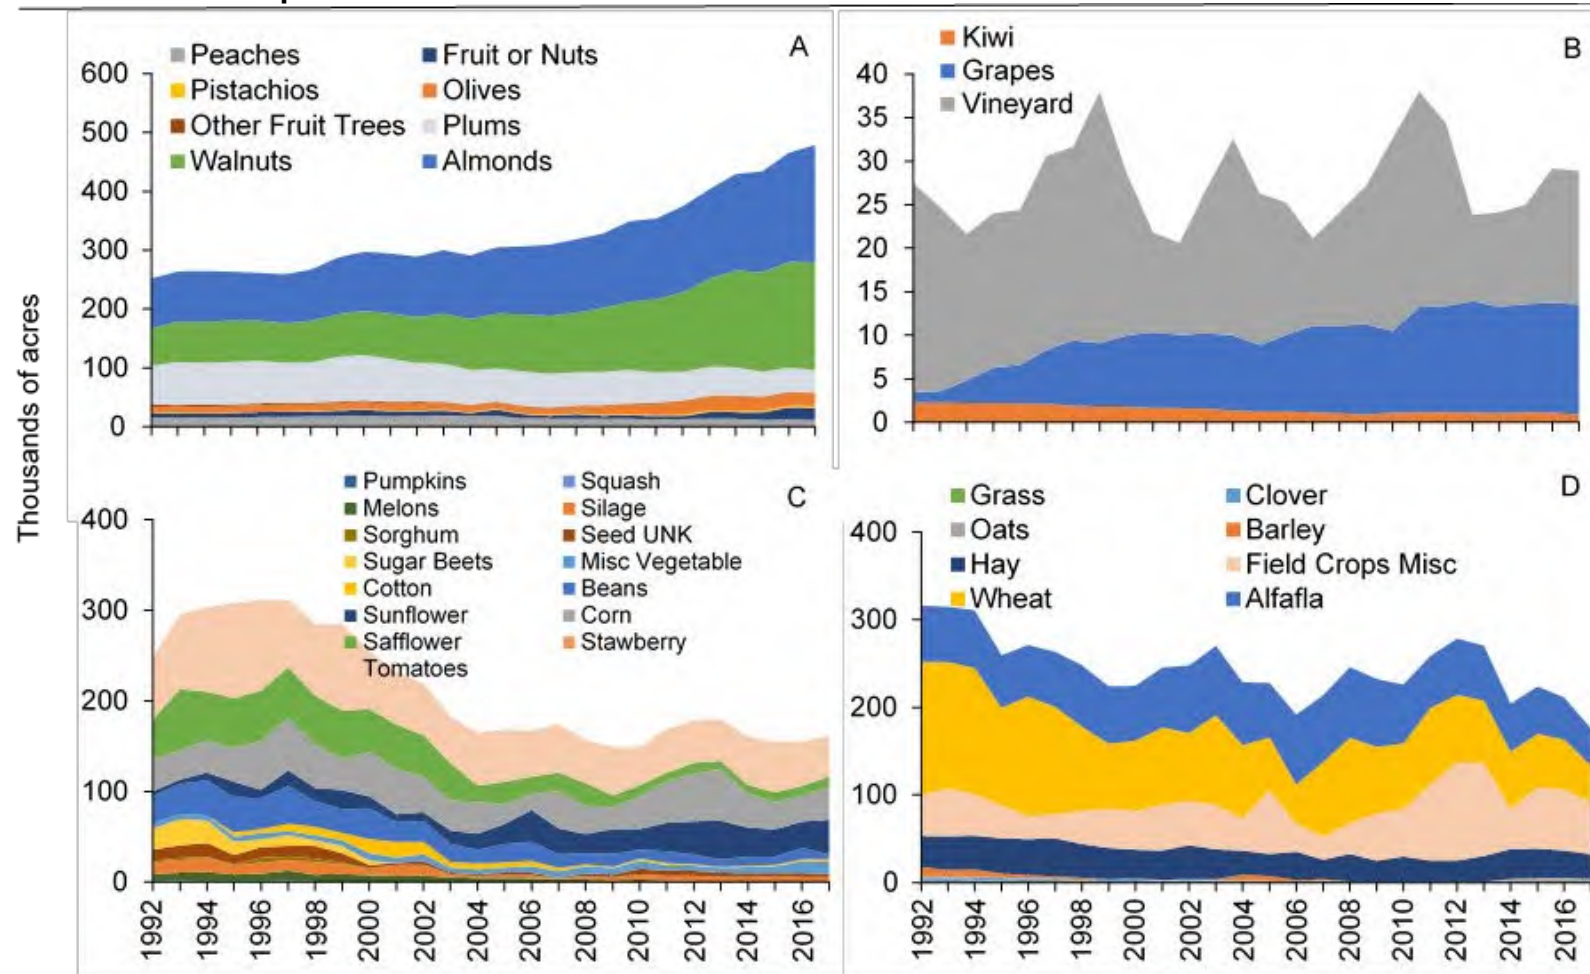 Thousands of acres
A
Peaches
Fruit or Nuts
Pistachios
Olives
Other Fruit Trees
Plums
Walnuts
Almonds
600
500
400
300
200
100
0
B
Kiwi
Grapes
Vineyard
40
35
30
25
20
15
10
5
0
C
Pumpkins
Squash
Melons
Silage
Sorghum
Seed UNK
Sugar Beets
Misc Vegetable
Cotton
Beans
Sunflower
Corn
Safflower
Stawberry
Tomatoes
400
300
200
100
0
1992
1994
1996
1998
2000
2002
2004
2006
2008
2010
2012
2014
2016
D
Grass
Clover
Oats
Barley
Hay
Field Crops Misc
Wheat
Alfafla
400
300
200
100
0
1992
1994
1996
1998
2000
2002
2004
2006
2008
2010
2012
2014
2016